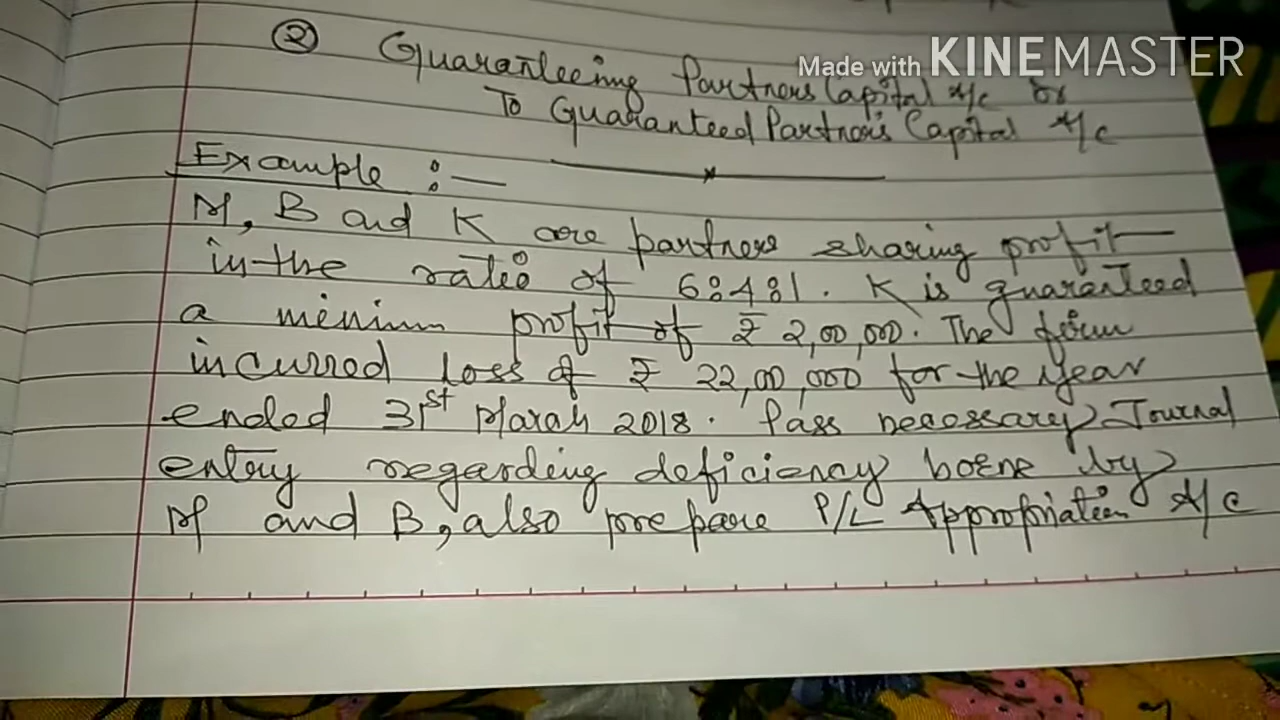 Made with KINEMASTER
② Guaranteeing Partners Capital A/c Dr
To Guaranteed Partner's Capital A/c
Example :—
M, B and K are partners sharing profit
in the ratio of 6:4:1. K is guaranteed
a minimum profit of ₹ 2,00,000. The firm
incurred loss of ₹ 22,00,000 for the year
ended 31st March 2018. Pass necessary Journal
entry regarding deficiency borne by
M and B, also prepare P/L Appropriation A/c